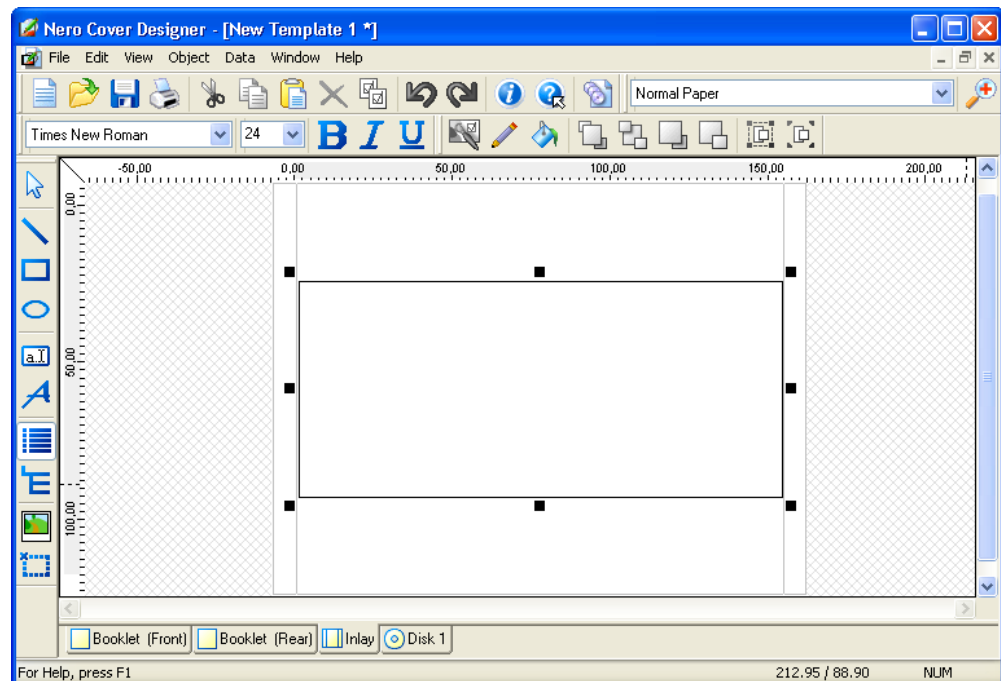 Nero Cover Designer - [New Template 1 *]
File Edit View Object Data Window Help
Normal Paper
Times New Roman 24 B I U
-50,00 0,00 50,00 100,00 150,00 200,00
0,00
50,00
a
A
E
100,00
Booklet (Front) Booklet (Rear) Inlay Disk 1
For Help, press F1 212.95 / 88.90 NUM